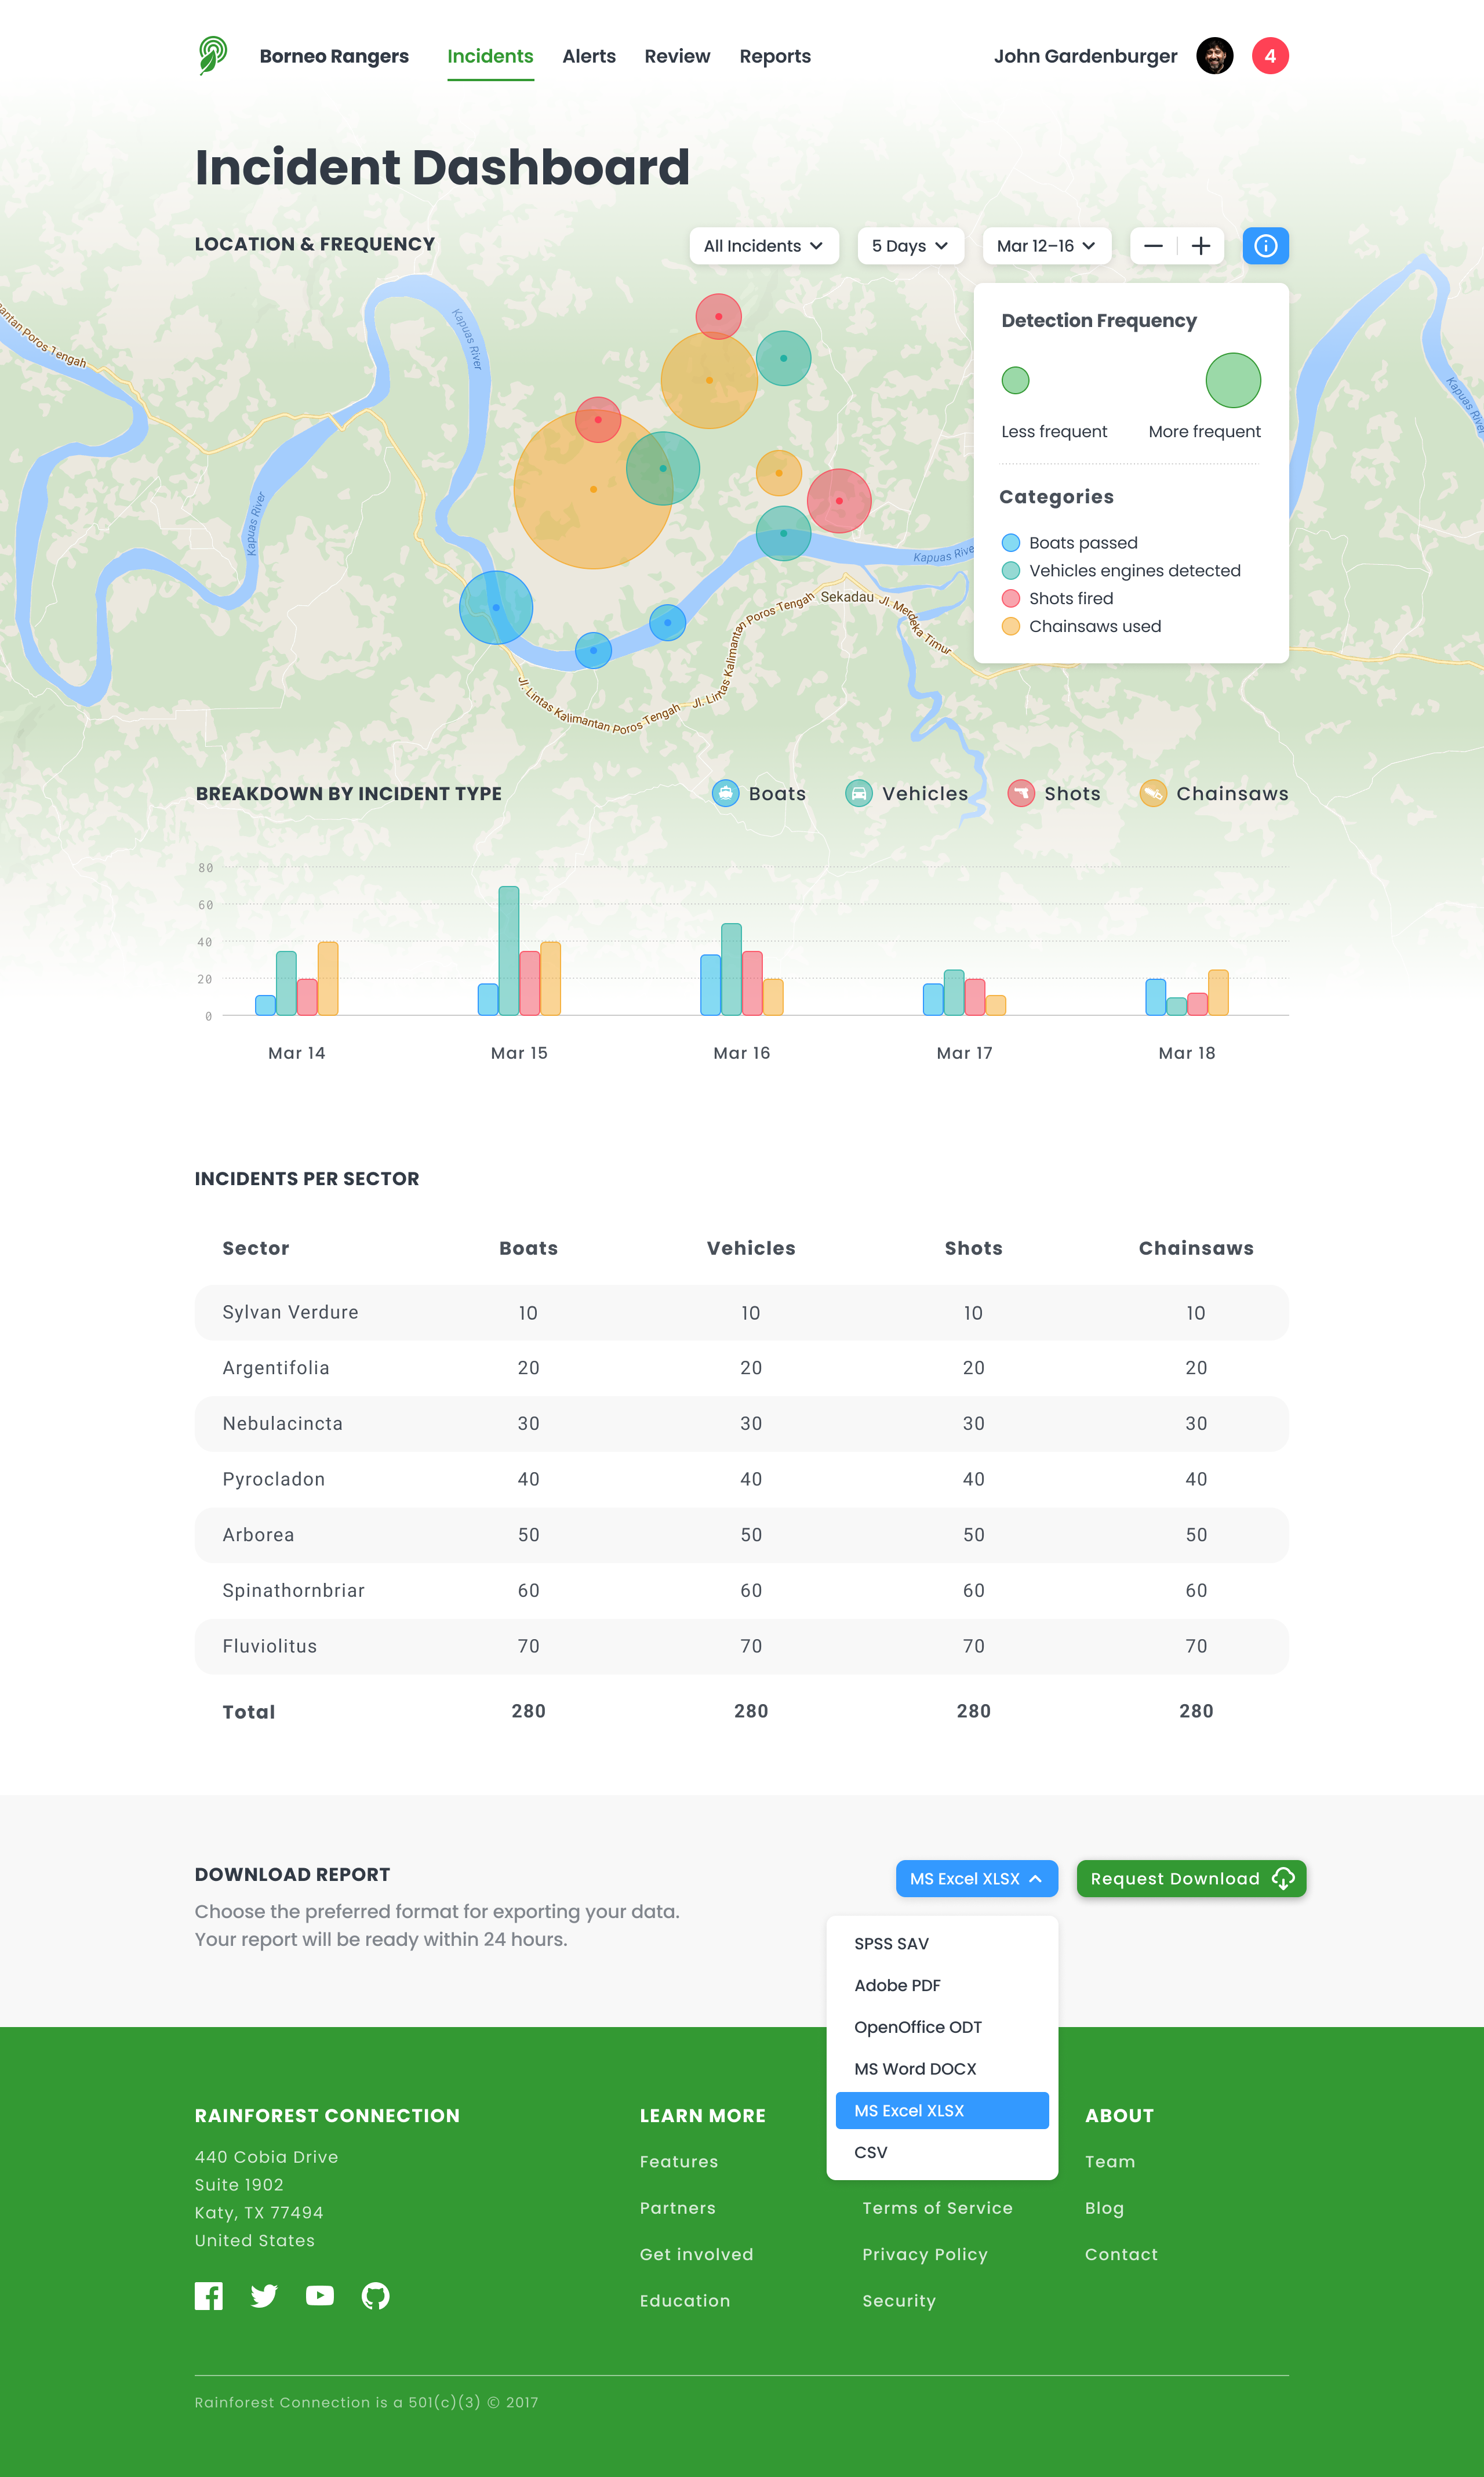 Borneo Rangers Incidents Alerts Review Reports John Gardenburger 4
Incident Dashboard
LOCATION & FREQUENCY All Incidents 5 Days Mar 12–16
Detection Frequency
Less frequent More frequent
Categories
Boats passed
Vehicles engines detected
Shots fired
Chainsaws used
antan Poros Tengah
Kapuas River
Kapuas River
Kapuas River
Kapuas Rive
Sekadau
Jl. Merdeka Timur
Jl. Lintas Kalimantan Poros Tengah
Jl. Lintas Kalimantan Poros Tengah
BREAKDOWN BY INCIDENT TYPE Boats Vehicles Shots Chainsaws
80
60
40
20
0
Mar 14 Mar 15 Mar 16 Mar 17 Mar 18
INCIDENTS PER SECTOR
Sector Boats Vehicles Shots Chainsaws
Sylvan Verdure 10 10 10 10
Argentifolia 20 20 20 20
Nebulacincta 30 30 30 30
Pyrocladon 40 40 40 40
Arborea 50 50 50 50
Spinathornbriar 60 60 60 60
Fluviolitus 70 70 70 70
Total 280 280 280 280
DOWNLOAD REPORT
Choose the preferred format for exporting your data.
Your report will be ready within 24 hours.
MS Excel XLSX Request Download
SPSS SAV
Adobe PDF
OpenOffice ODT
MS Word DOCX
MS Excel XLSX
CSV
RAINFOREST CONNECTION
440 Cobia Drive
Suite 1902
Katy, TX 77494
United States
LEARN MORE
Features
Partners
Get involved
Education
Terms of Service
Privacy Policy
Security
ABOUT
Team
Blog
Contact
Rainforest Connection is a 501(c)(3) © 2017